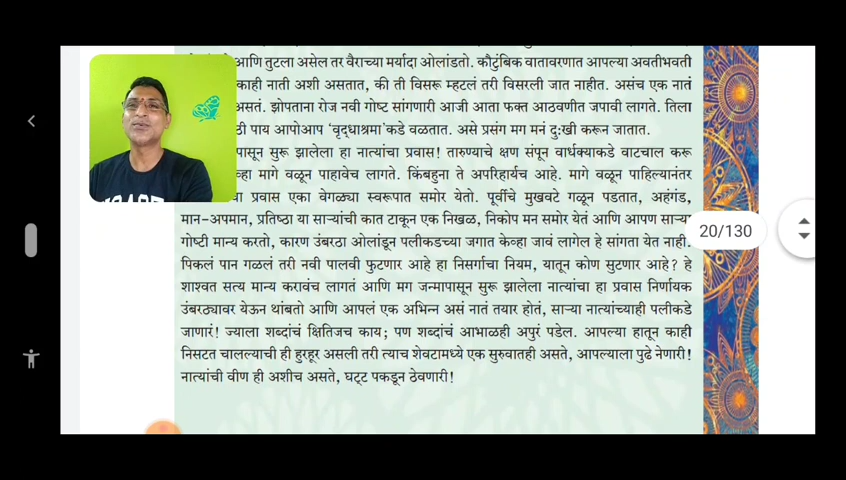 आणि तुटला असेल तर वैराच्या मर्यादा ओलांडतो. कौटुंबिक वातावरणात आपल्या अवतीभवती
काही नाती अशी असतात, की ती विसरू म्हटलं तरी विसरली जात नाहीत. असंच एक नातं
असतं. झोपताना रोज नवी गोष्ट सांगणारी आजी आता फक्त आठवणीत जपावी लागते. तिला
पाय आपोआप ‘वृद्धाश्रमा’कडे वळतात. असे प्रसंग मग मनं दुःखी करून जातात.
पासून सुरू झालेला हा नात्यांचा प्रवास! तारुण्याचे क्षण संपून वार्धक्याकडे वाटचाल करू
मागे वळून पाहावेच लागते. किंबहुना ते अपरिहार्यच आहे. मागे वळून पाहिल्यानंतर
प्रवास एका वेगळ्या स्वरूपात समोर येतो. पूर्वीचे मुखवटे गळून पडतात, अहंगंड,
मान-अपमान, प्रतिष्ठा या साऱ्यांची कात टाकून एक निखळ, निकोप मन समोर येतं आणि आपण साऱ्या
गोष्टी मान्य करतो, कारण उंबरठा ओलांडून पलीकडच्या जगात केव्हा जावं लागेल हे सांगता येत नाही.
पिकलं पान गळलं तरी नवी पालवी फुटणार आहे हा निसर्गाचा नियम, यातून कोण सुटणार आहे? हे
शाश्वत सत्य मान्य करावंच लागतं आणि मग जन्मापासून सुरू झालेला नात्यांचा हा प्रवास निर्णायक
उंबरठ्यावर येऊन थांबतो आणि आपलं एक अभिन्न असं नातं तयार होतं, साऱ्या नात्यांच्याही पलीकडे
जाणारं! ज्याला शब्दांचं क्षितिजच काय; पण शब्दांचं आभाळही अपुरं पडेल. आपल्या हातून काही
निसटत चालल्याची ही हुरहूर असली तरी त्याच शेवटामध्ये एक सुरुवातही असते, आपल्याला पुढे नेणारी!
नात्यांची वीण ही अशीच असते, घट्ट पकडून ठेवणारी!
20/130